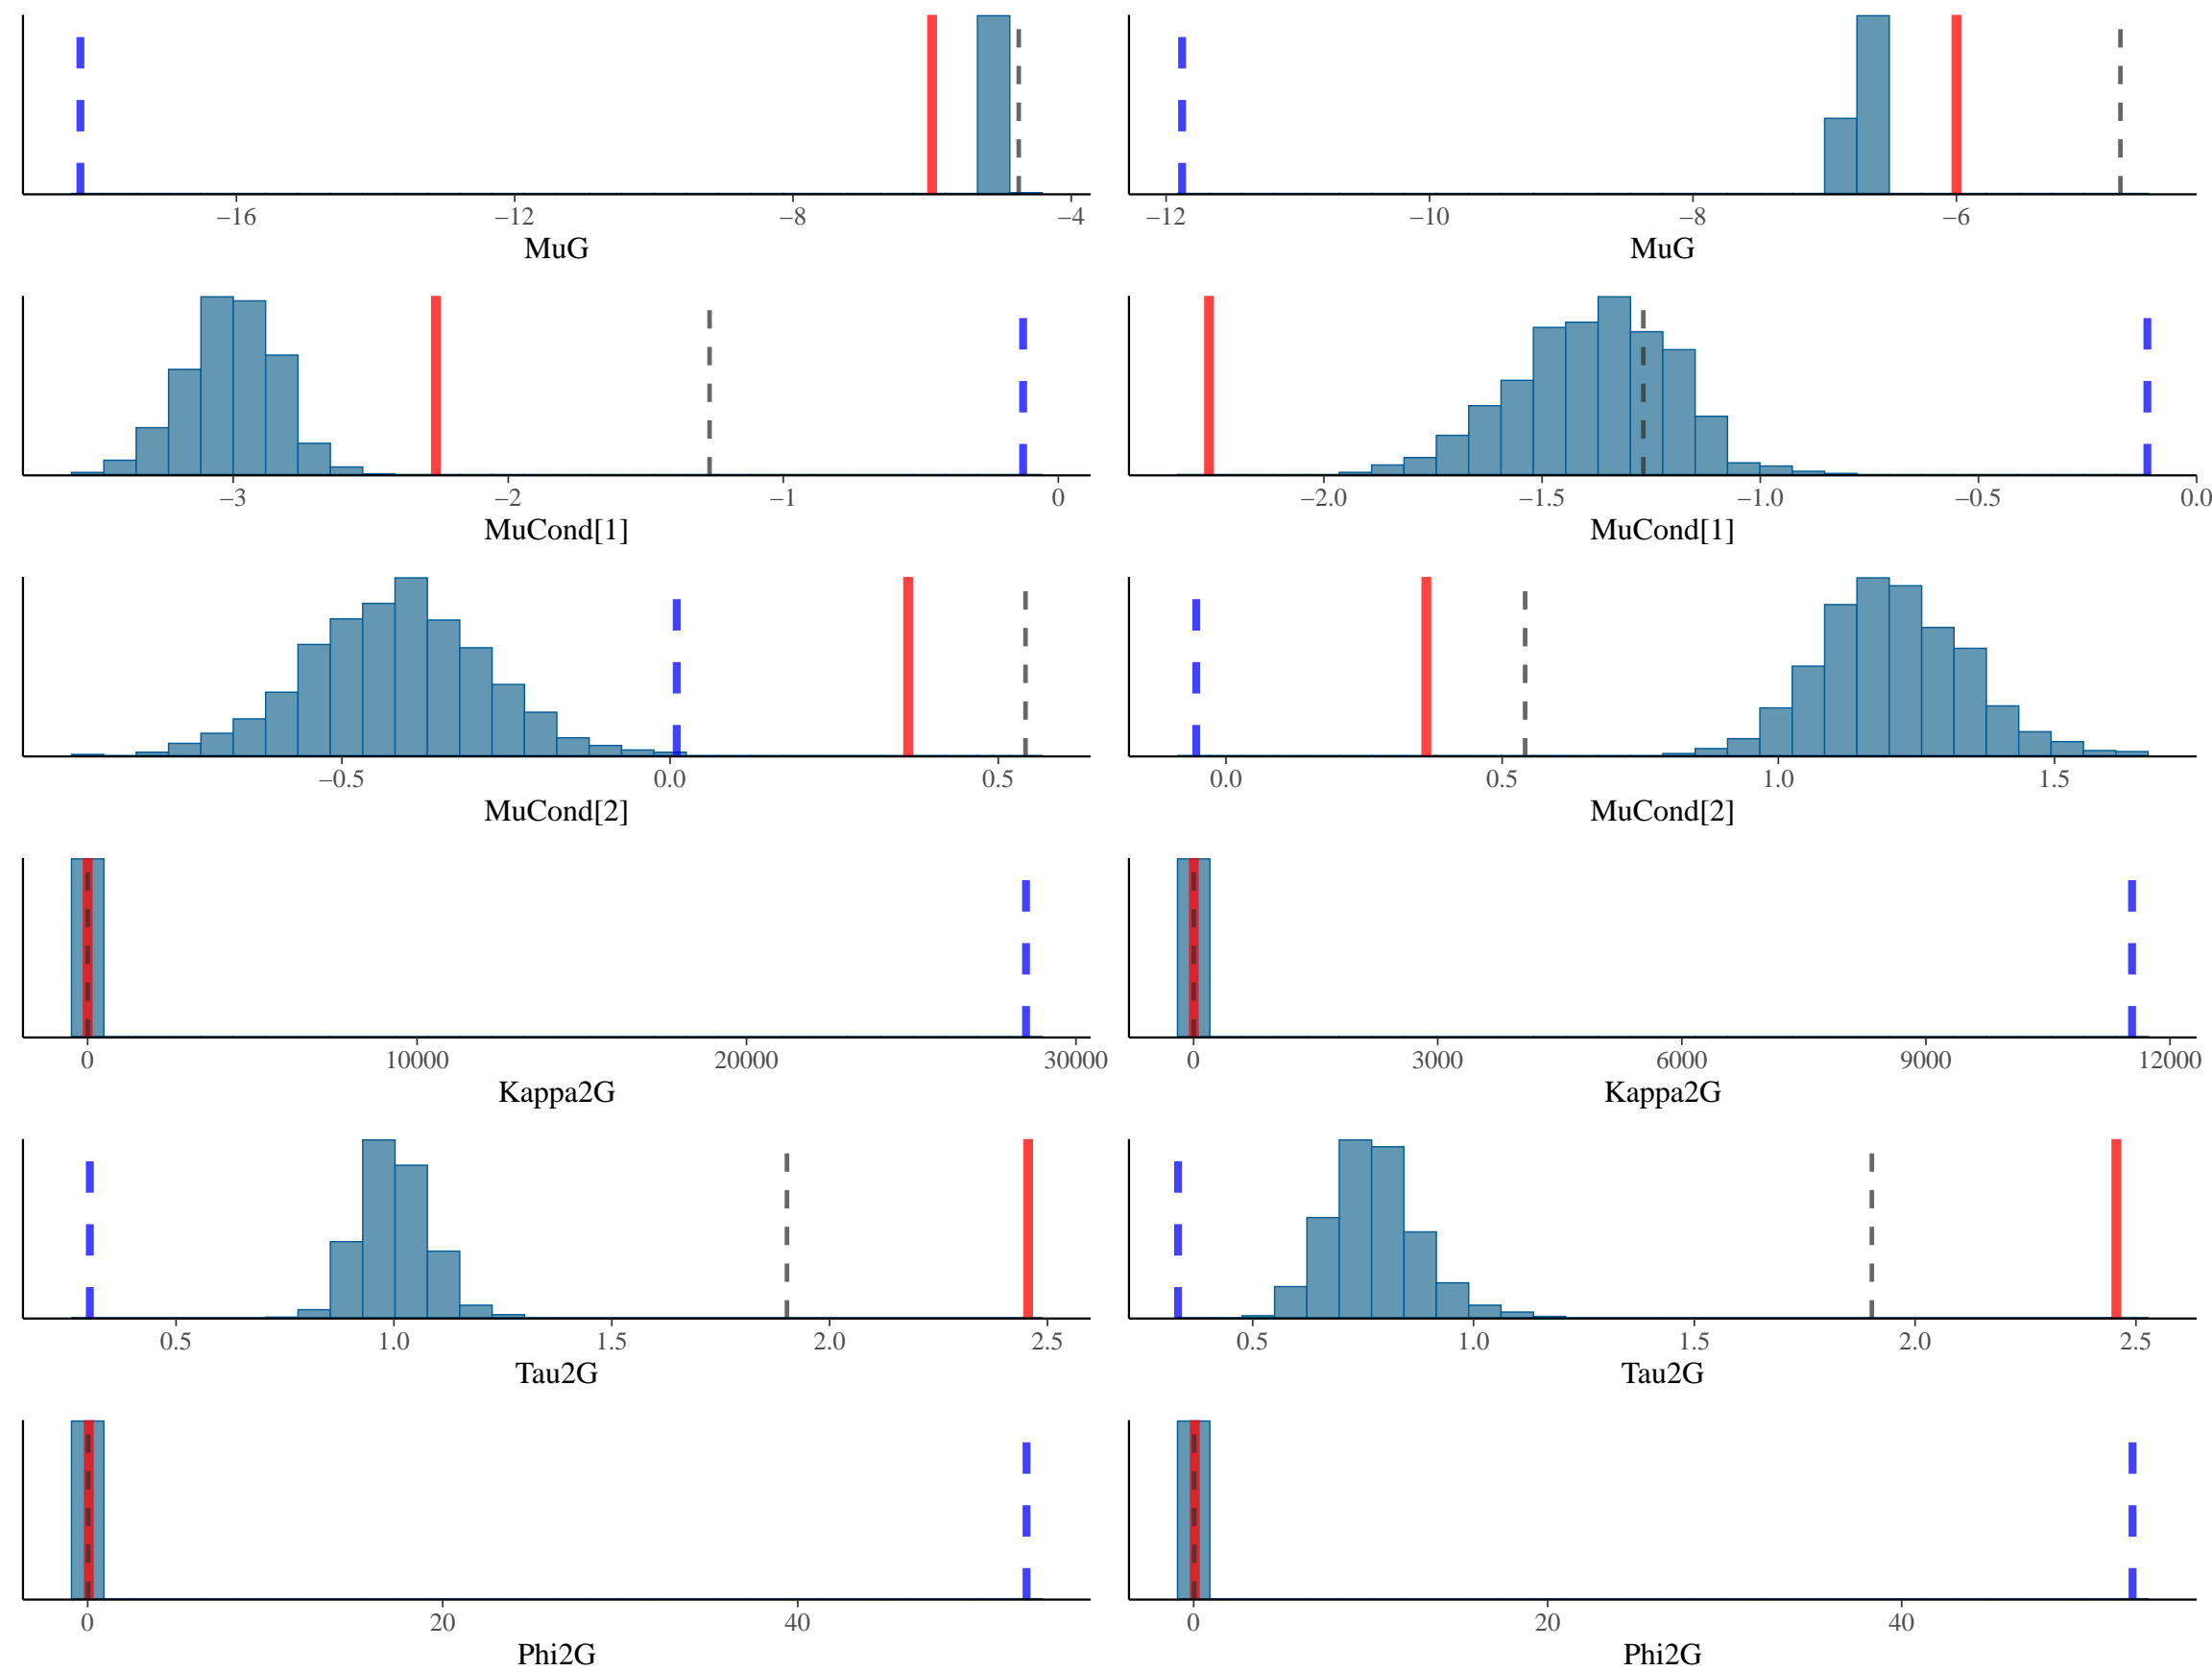 −16 −12 −8 −4
MuG
−12 −10 −8 −6
MuG
−3 −2 −1 0
MuCond[1]
−2.0 −1.5 −1.0 −0.5 0.0
MuCond[1]
−0.5 0.0 0.5
MuCond[2]
0.0 0.5 1.0 1.5
MuCond[2]
0 10000 20000 30000
Kappa2G
0 3000 6000 9000 12000
Kappa2G
0.5 1.0 1.5 2.0 2.5
Tau2G
0.5 1.0 1.5 2.0 2.5
Tau2G
0 20 40
Phi2G
0 20 40
Phi2G